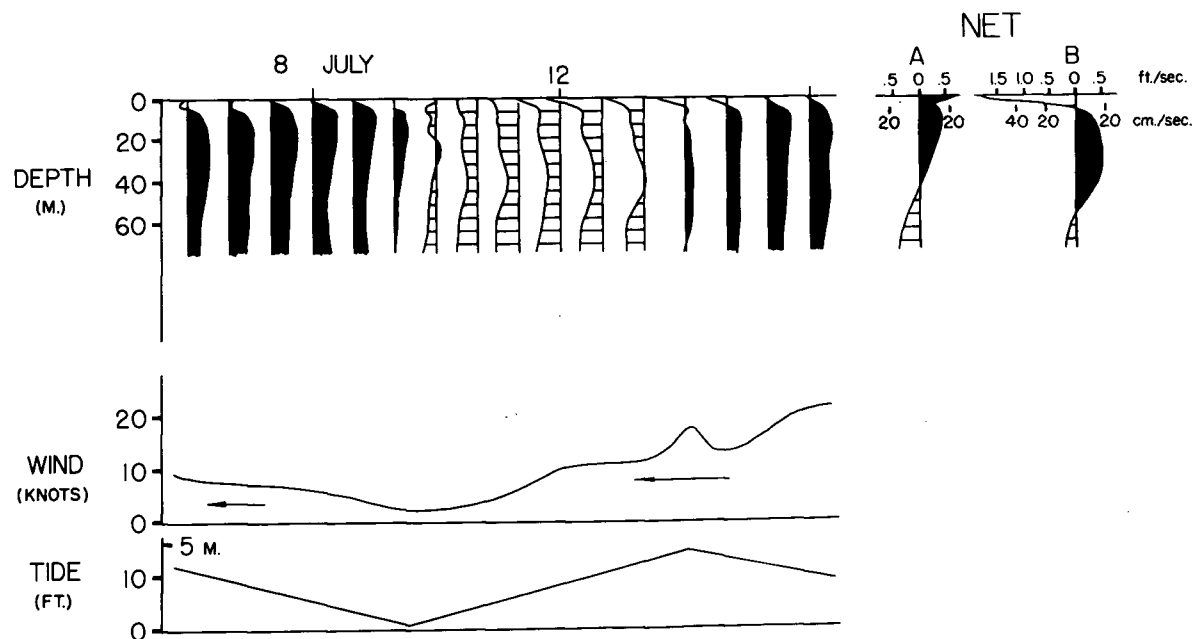 NET
A B
8 JULY 12
.5 0 .5 1.5 1.0 .5 0 .5 ft./sec.
20 20 40 20 20 cm./sec.
0
20
DEPTH 40
(M.)
60
20
WIND 10
(KNOTS)
0
5 M.
TIDE 10
(FT.)
0